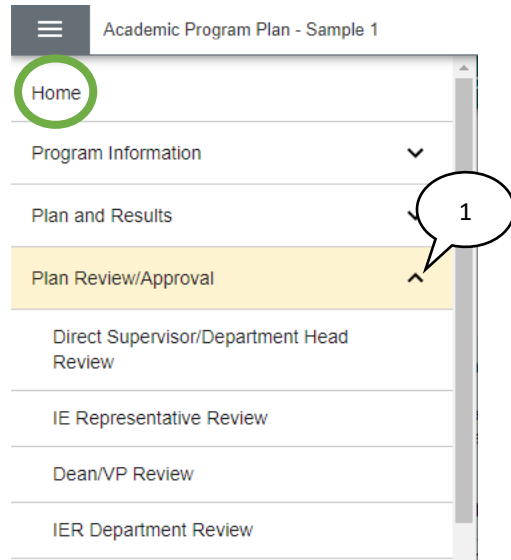 Academic Program Plan - Sample 1
Home
Program Information
Plan and Results
1
Plan Review/Approval
Direct Supervisor/Department Head
Review
IE Representative Review
Dean/VP Review
IER Department Review